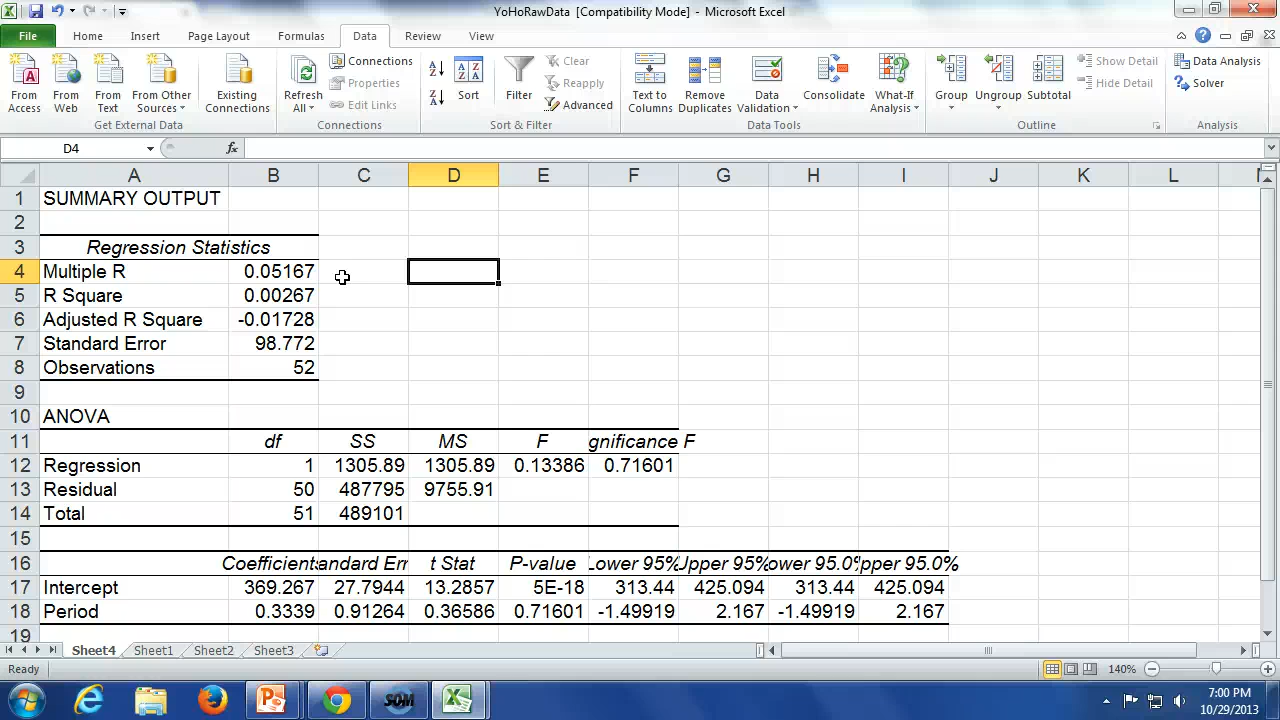 YoHoRawData [Compatibility Mode] - Microsoft Excel
File Home Insert Page Layout Formulas Data Review View
From Access
From Web
From Text
From Other Sources
Existing Connections
Get External Data
Refresh All
Connections
Properties
Edit Links
Connections
Sort
Filter
Clear
Reapply
Advanced
Sort & Filter
Text to Columns
Remove Duplicates
Data Validation
Consolidate
What-If Analysis
Data Tools
Group
Ungroup
Subtotal
Show Detail
Hide Detail
Outline
Data Analysis
Solver
Analysis
D4 fx
A B C D E F G H I J K L
1 SUMMARY OUTPUT
2
3 Regression Statistics
4 Multiple R 0.05167
5 R Square 0.00267
6 Adjusted R Square -0.01728
7 Standard Error 98.772
8 Observations 52
9
10 ANOVA
11 df SS MS F gnificance F
12 Regression 1 1305.89 1305.89 0.13386 0.71601
13 Residual 50 487795 9755.91
14 Total 51 489101
15
16 Coefficient andard Err t Stat P-value Lower 95% Upper 95% ower 95.0% pper 95.0%
17 Intercept 369.267 27.7944 13.2857 5E-18 313.44 425.094 313.44 425.094
18 Period 0.3339 0.91264 0.36586 0.71601 -1.49919 2.167 -1.49919 2.167
19
Sheet4 Sheet1 Sheet2 Sheet3
Ready 140%
SOM
7:00 PM
10/29/2013